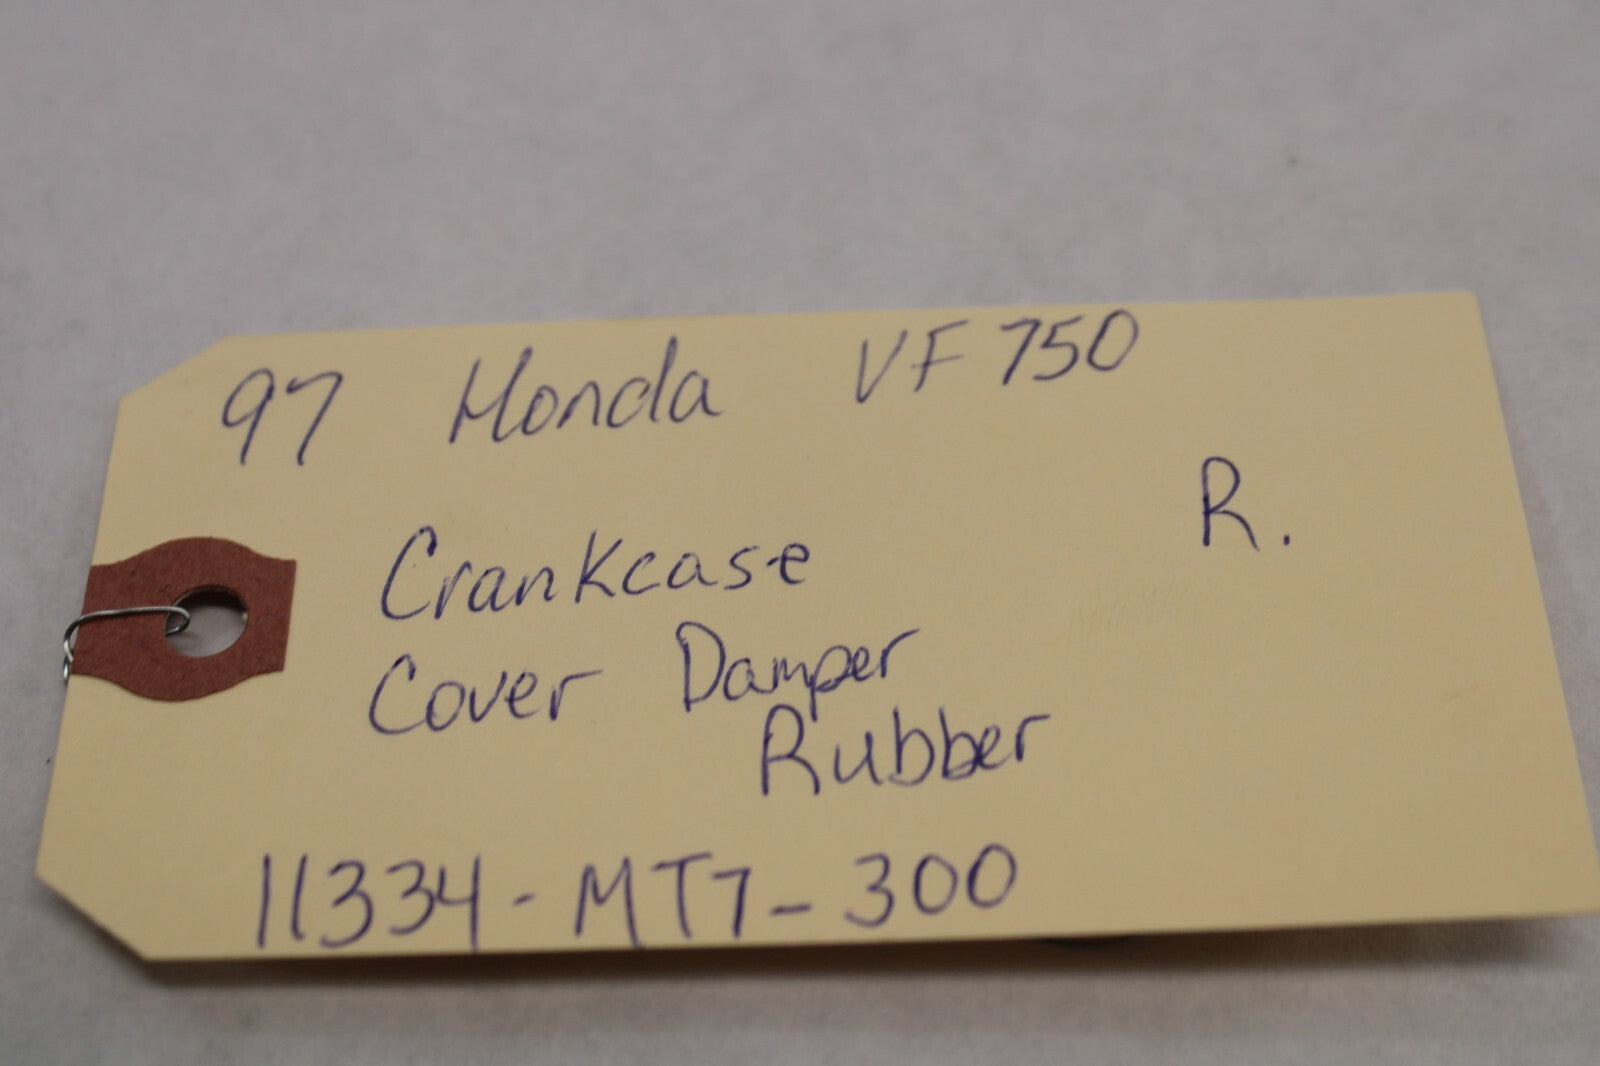 97 Honda VF750
R.
Crankcase
Cover Damper
Rubber
11334-MT7-300